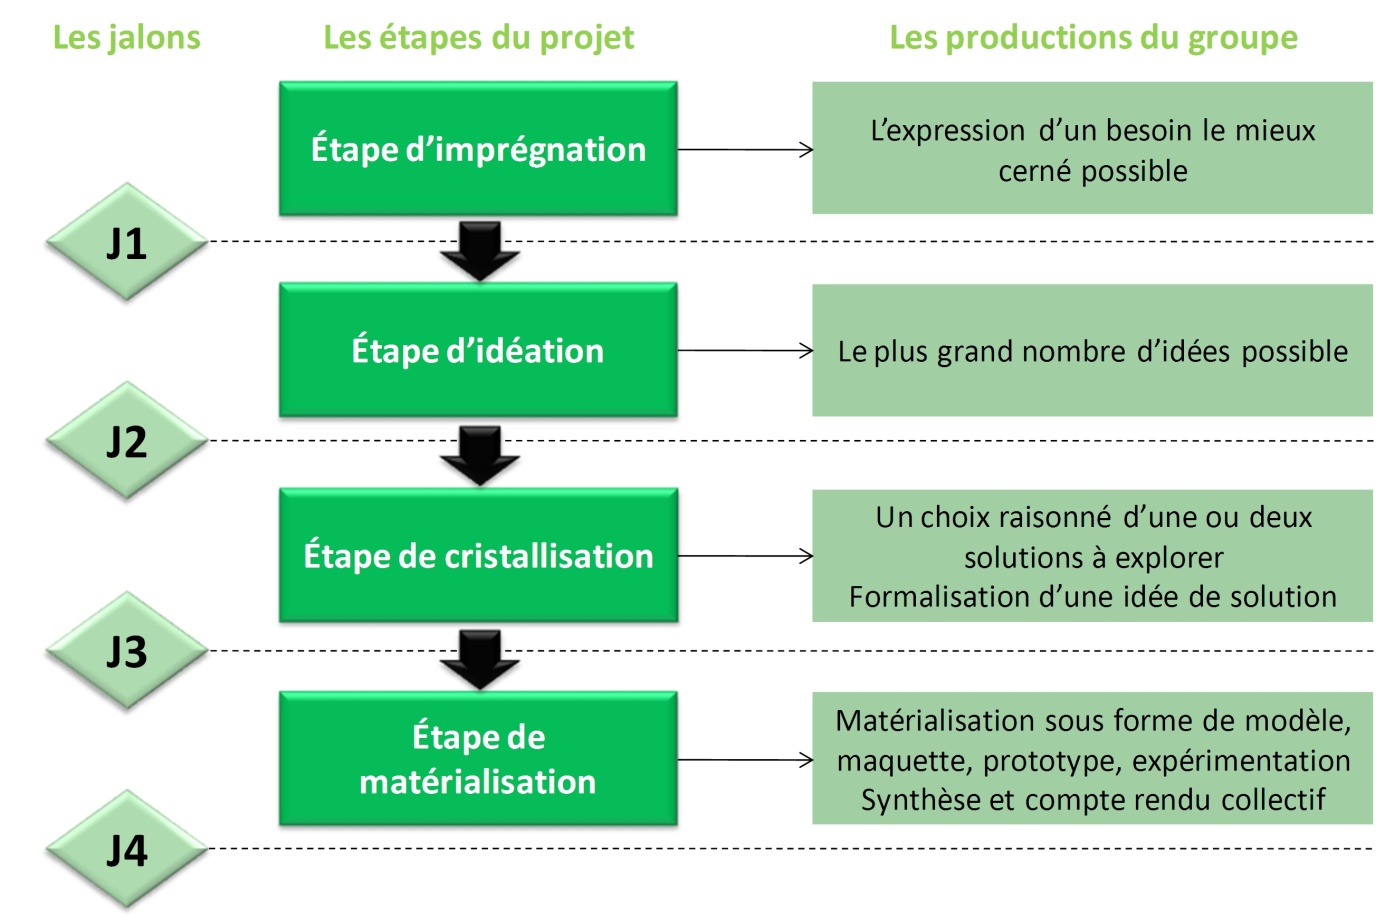 Les jalons
Les étapes du projet
Les productions du groupe
Étape d’imprégnation
L’expression d’un besoin le mieux
cerné possible
J1
Étape d’idéation
Le plus grand nombre d’idées possible
J2
Étape de cristallisation
Un choix raisonné d’une ou deux
solutions à explorer
Formalisation d’une idée de solution
J3
Étape de
matérialisation
Matérialisation sous forme de modèle,
maquette, prototype, expérimentation
Synthèse et compte rendu collectif
J4